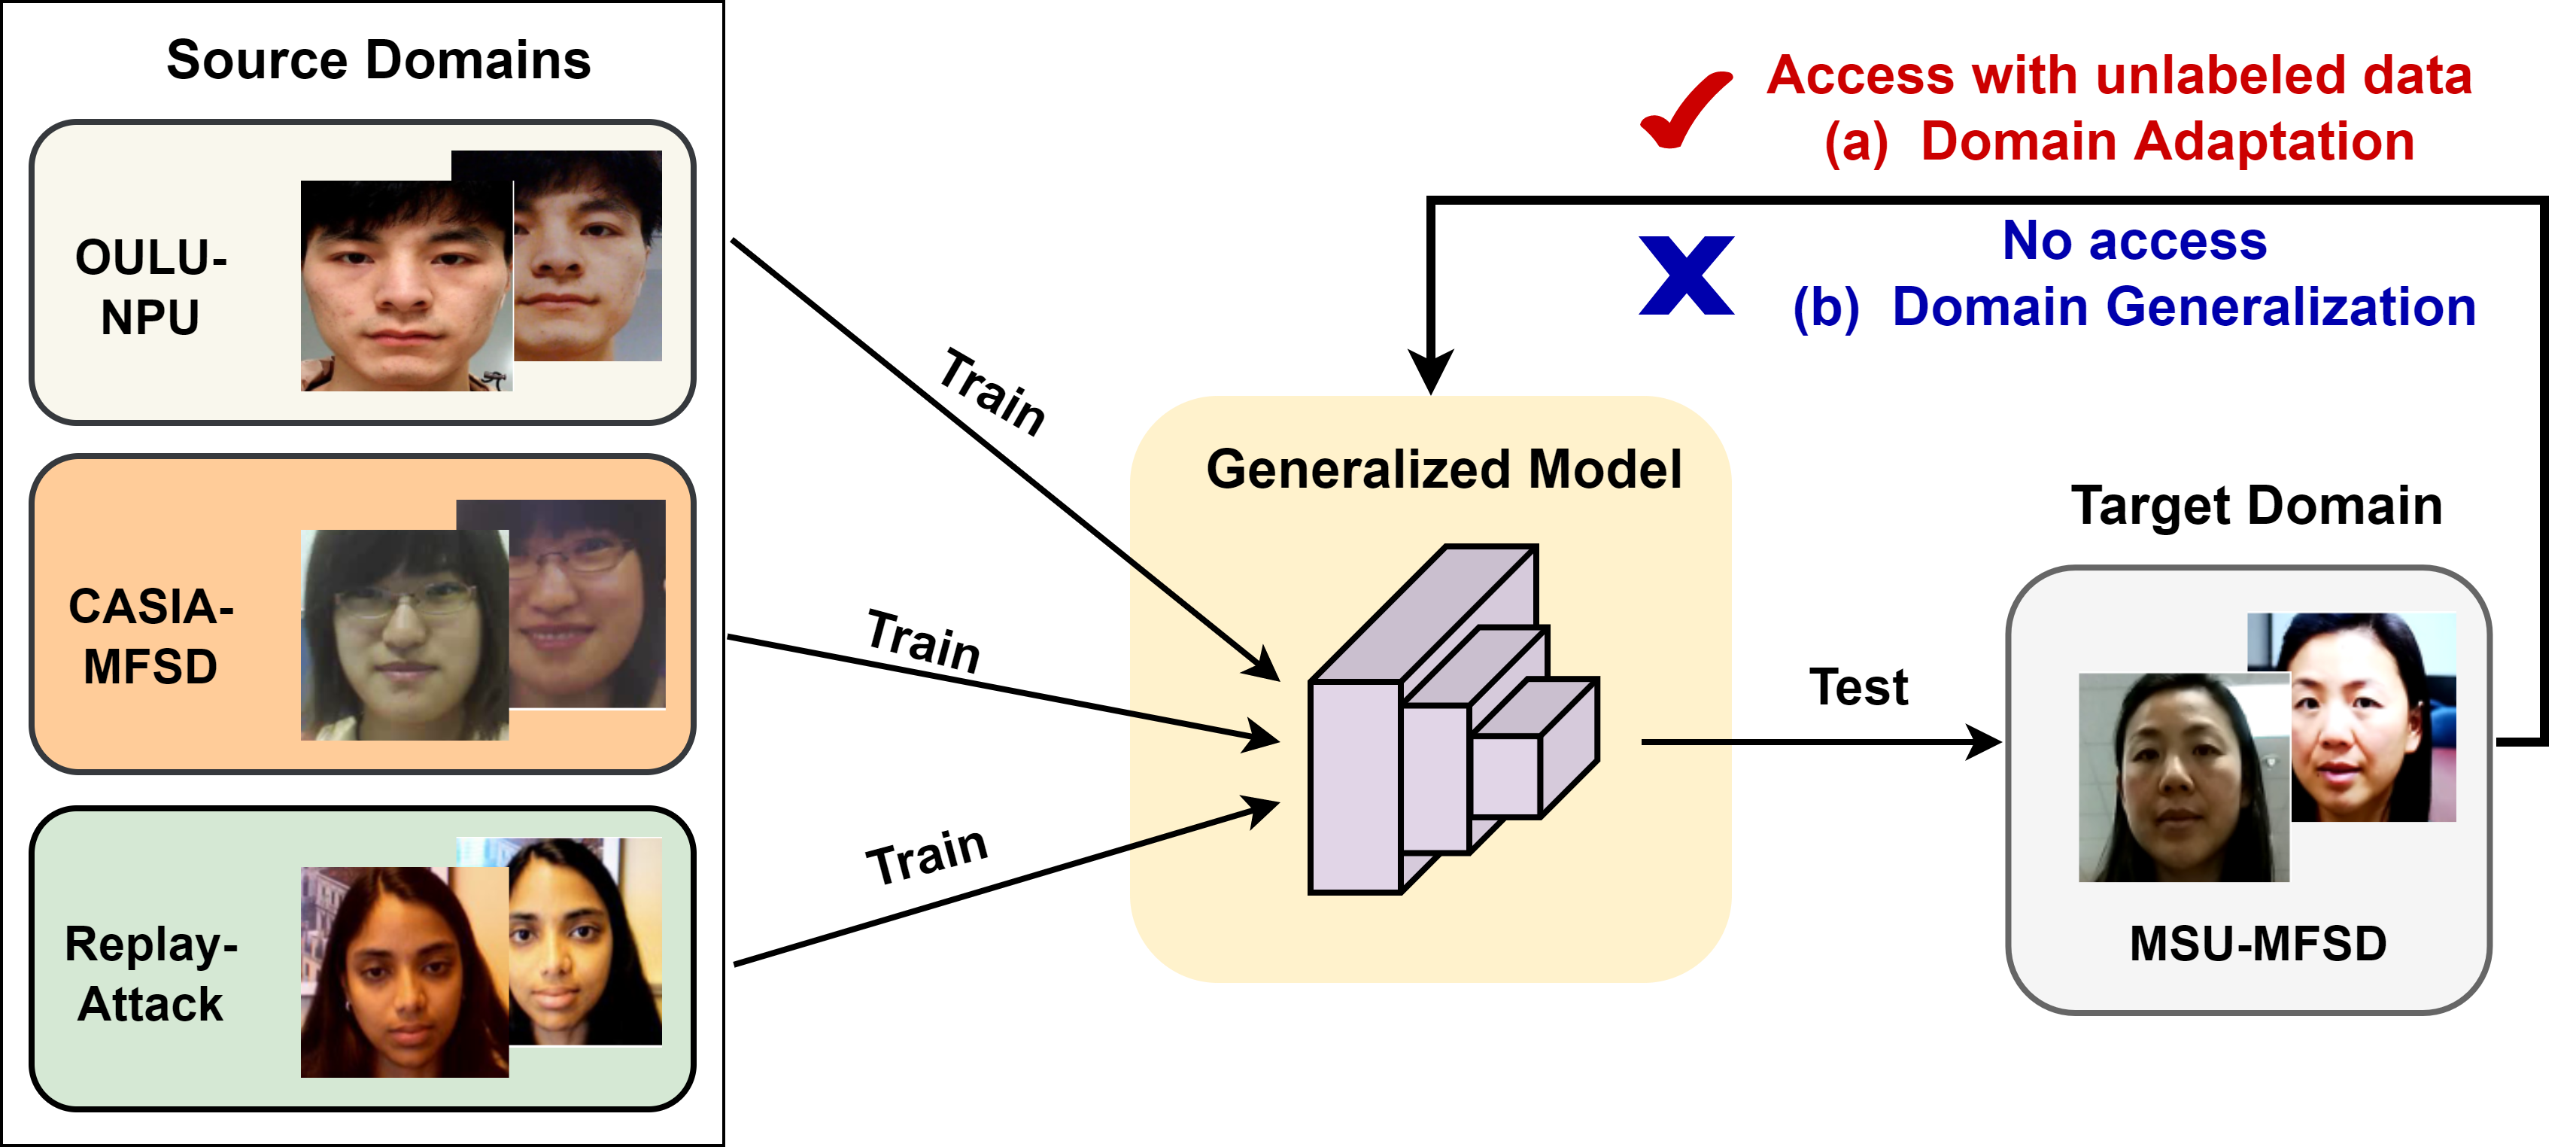 Source Domains
OULU-
NPU
CASIA-
MFSD
Replay-
Attack
Train
Train
Train
Generalized Model
Test
Access with unlabeled data
(a) Domain Adaptation
No access
(b) Domain Generalization
Target Domain
MSU-MFSD